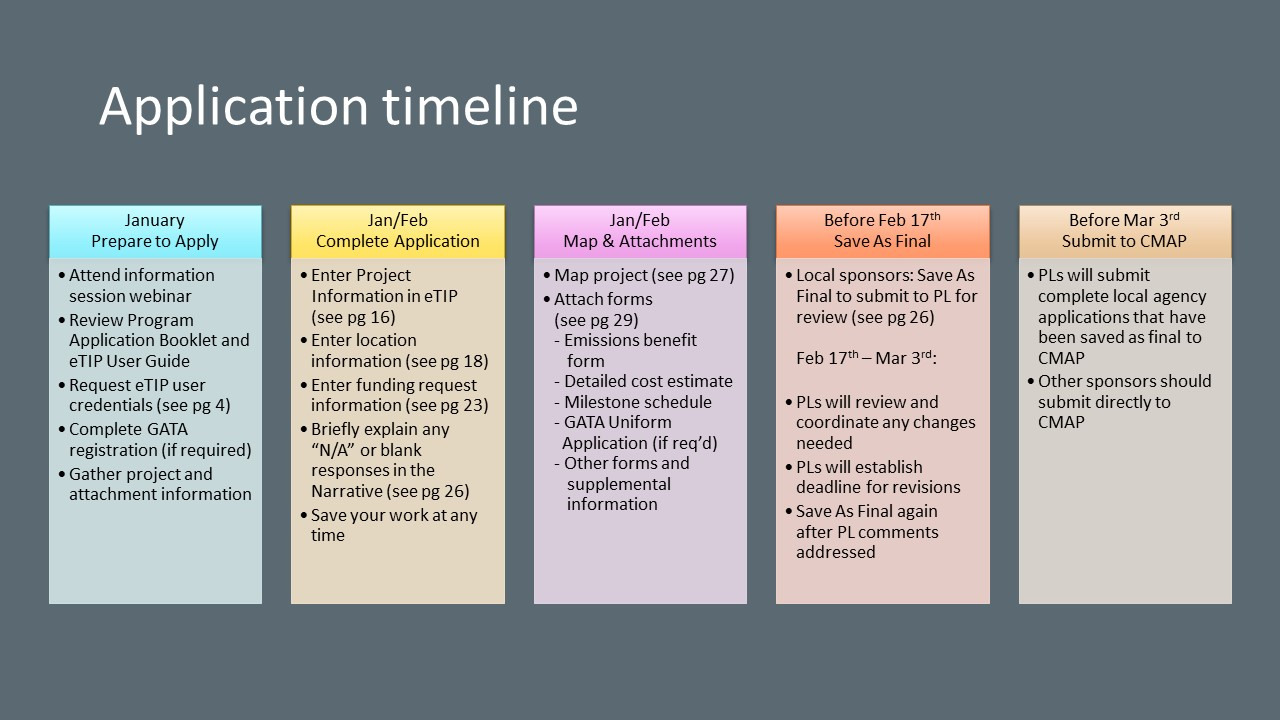 Application timeline
January
Prepare to Apply
• Attend information
session webinar
• Review Program
Application Booklet and
eTIP User Guide
• Request eTIP user
credentials (see pg 4)
• Complete GATA
registration (if required)
• Gather project and
attachment information
Jan/Feb
Complete Application
• Enter Project
Information in eTIP
(see pg 16)
• Enter location
information (see pg 18)
• Enter funding request
information (see pg 23)
• Briefly explain any
“N/A” or blank
responses in the
Narrative (see pg 26)
• Save your work at any
time
Jan/Feb
Map & Attachments
• Map project (see pg 27)
• Attach forms
(see pg 29)
- Emissions benefit
form
- Detailed cost estimate
- Milestone schedule
- GATA Uniform
Application (if req’d)
- Other forms and
supplemental
information
Before Feb 17th
Save As Final
• Local sponsors: Save As
Final to submit to PL for
review (see pg 26)
Feb 17th – Mar 3rd:
• PLs will review and
coordinate any changes
needed
• PLs will establish
deadline for revisions
• Save As Final again
after PL comments
addressed
Before Mar 3rd
Submit to CMAP
• PLs will submit
complete local agency
applications that have
been saved as final to
CMAP
• Other sponsors should
submit directly to
CMAP